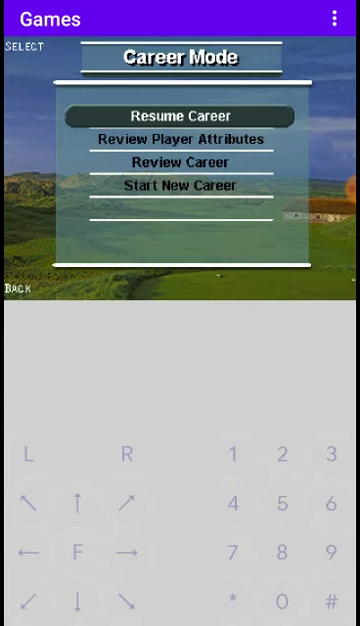 Games
SELECT
Career Mode
Resume Career
Review Player Attributes
Review Career
Start New Career
BACK
L R 1 2 3
↖ ↑ ↗ 4 5 6
← F → 7 8 9
↙ ↓ ↘ * 0 #